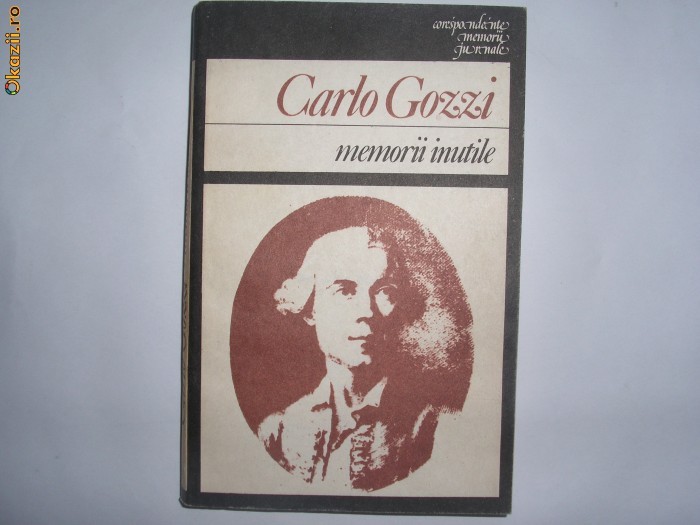 Okazii.ro
corespondențe
memorii
jurnale
Carlo Gozzi
memorii inutile